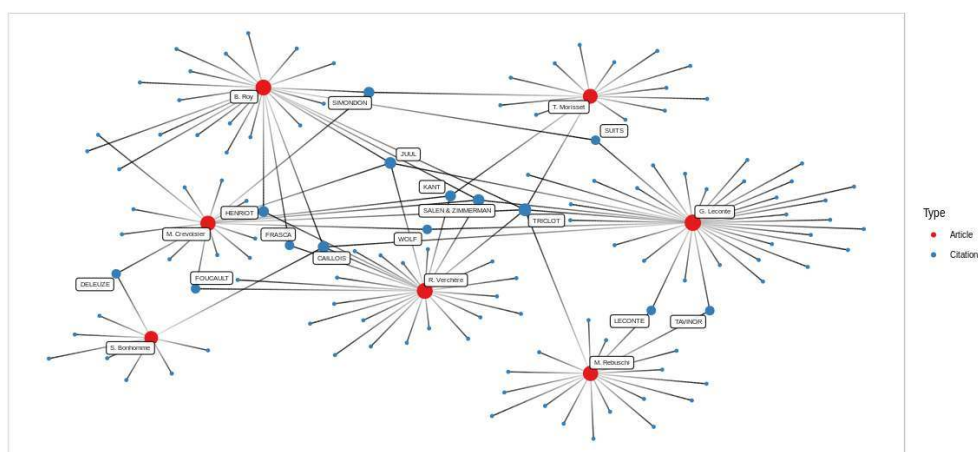 B. Roy
SIMONDON
T. Morisset
SUITS
JUUL
KANT
SALEN & ZIMMERMAN
HENRIOT
TRICLOT
G. Leconte
M. Crevoisier
FRASCA
WOLF
CAILLOIS
DELEUZE
FOUCAULT
R. Verchère
LECONTE
TAVINOR
S. Bonhomme
M. Rebuschi
Type
Article
Citation